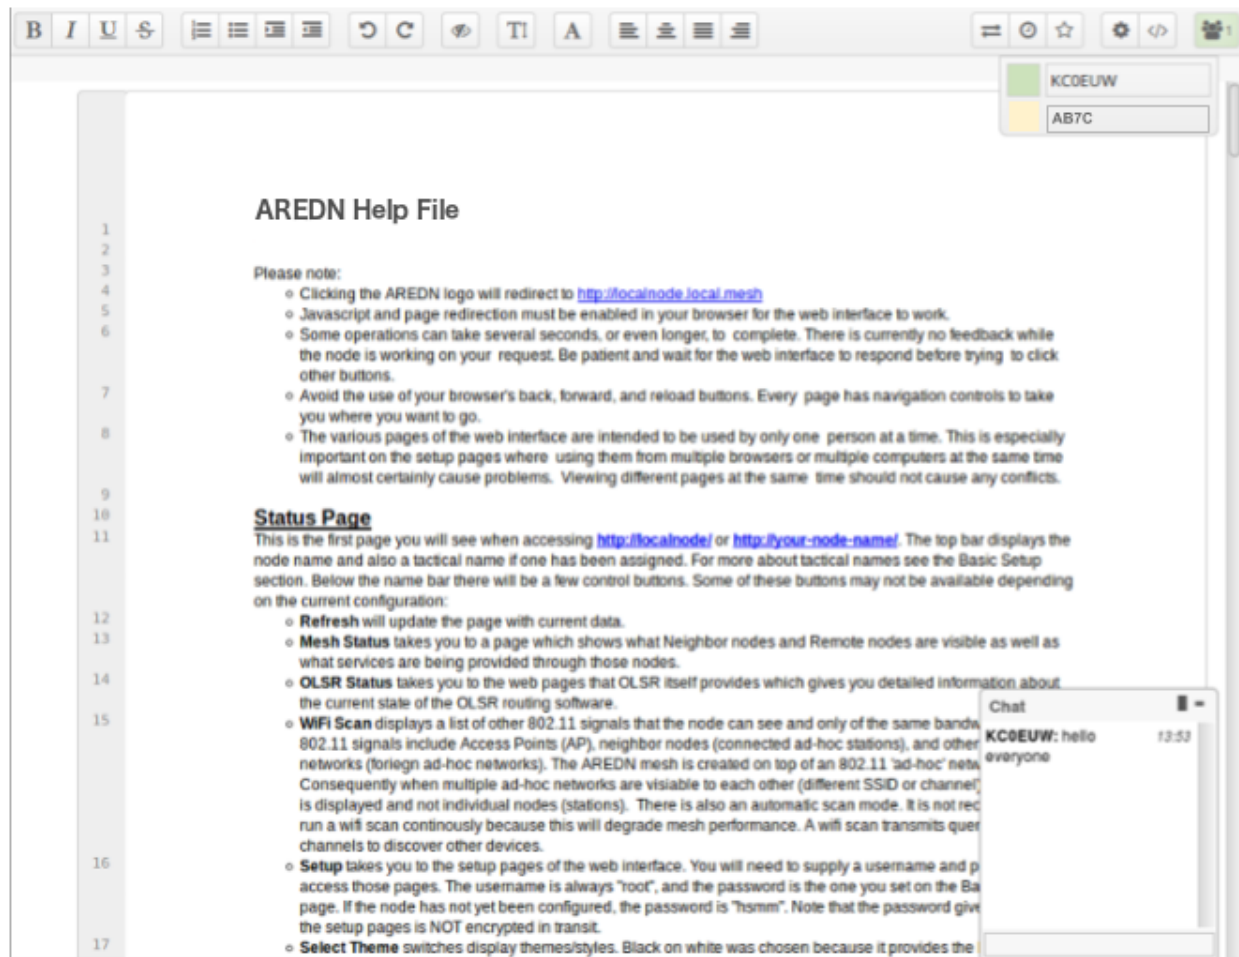 B I U S T A 1
KC0EUW
AB7C
AREDN Help File
1
2
3 Please note:
4 Clicking the AREDN logo will redirect to http://localnode.local.mesh
5 Javascript and page redirection must be enabled in your browser for the web interface to work.
6 Some operations can take several seconds, or even longer, to complete. There is currently no feedback while
the node is working on your request. Be patient and wait for the web interface to respond before trying to click
other buttons.
7 Avoid the use of your browser's back, forward, and reload buttons. Every page has navigation controls to take
you where you want to go.
8 The various pages of the web interface are intended to be used by only one person at a time. This is especially
important on the setup pages where using them from multiple browsers or multiple computers at the same time
will almost certainly cause problems. Viewing different pages at the same time should not cause any conflicts.
9
10 Status Page
11 This is the first page you will see when accessing http://localnode/ or http://your-node-name/. The top bar displays the
node name and also a tactical name if one has been assigned. For more about tactical names see the Basic Setup
section. Below the name bar there will be a few control buttons. Some of these buttons may not be available depending
on the current configuration:
12 Refresh will update the page with current data.
13 Mesh Status takes you to a page which shows what Neighbor nodes and Remote nodes are visible as well as
what services are being provided through those nodes.
14 OLSR Status takes you to the web pages that OLSR itself provides which gives you detailed information about
the current state of the OLSR routing software.
15 WiFi Scan displays a list of other 802.11 signals that the node can see and only of the same bandw
802.11 signals include Access Points (AP), neighbor nodes (connected ad-hoc stations), and other
networks (foriegn ad-hoc networks). The AREDN mesh is created on top of an 802.11 'ad-hoc' netw
Consequently when multiple ad-hoc networks are visiable to each other (different SSID or channel)
is displayed and not individual nodes (stations). There is also an automatic scan mode. It is not rec
run a wifi scan continously because this will degrade mesh performance. A wifi scan transmits quer
channels to discover other devices.
16 Setup takes you to the setup pages of the web interface. You will need to supply a username and p
access those pages. The username is always "root", and the password is the one you set on the Ba
page. If the node has not yet been configured, the password is "hsmm". Note that the password give
the setup pages is NOT encrypted in transit.
17 Select Theme switches display themes/styles. Black on white was chosen because it provides the
Chat
KC0EUW: hello 13:53
everyone